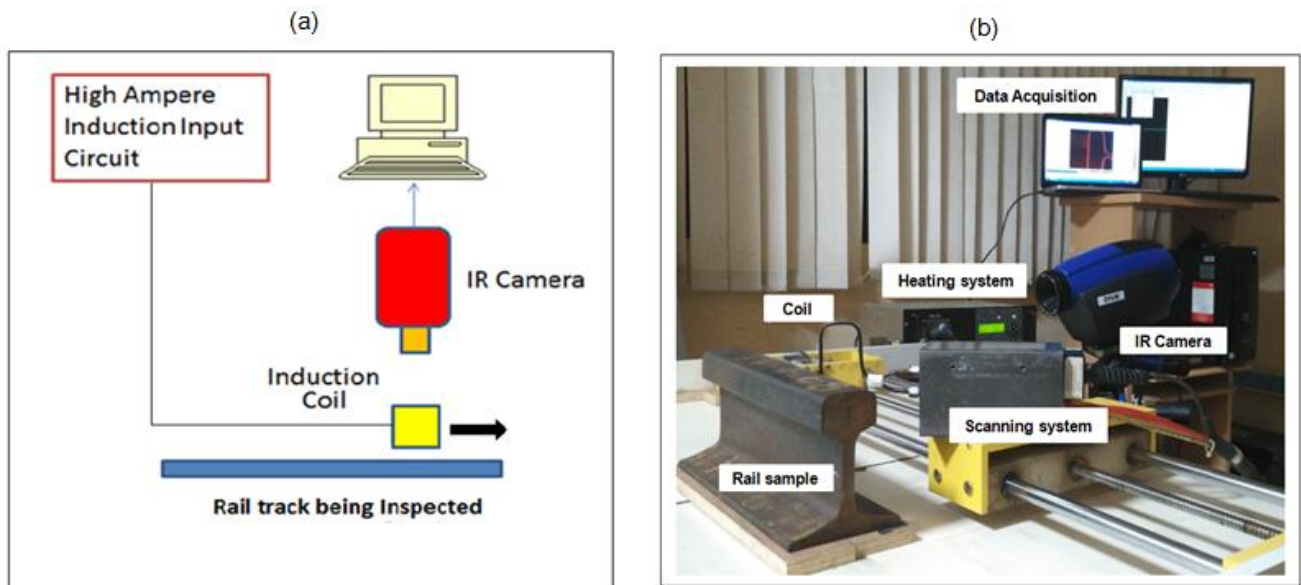 (a)
High Ampere
Induction Input
Circuit
IR Camera
Induction
Coil
Rail track being Inspected
(b)
Data Acquisition
Heating system
Coil
IR Camera
Scanning system
Rail sample